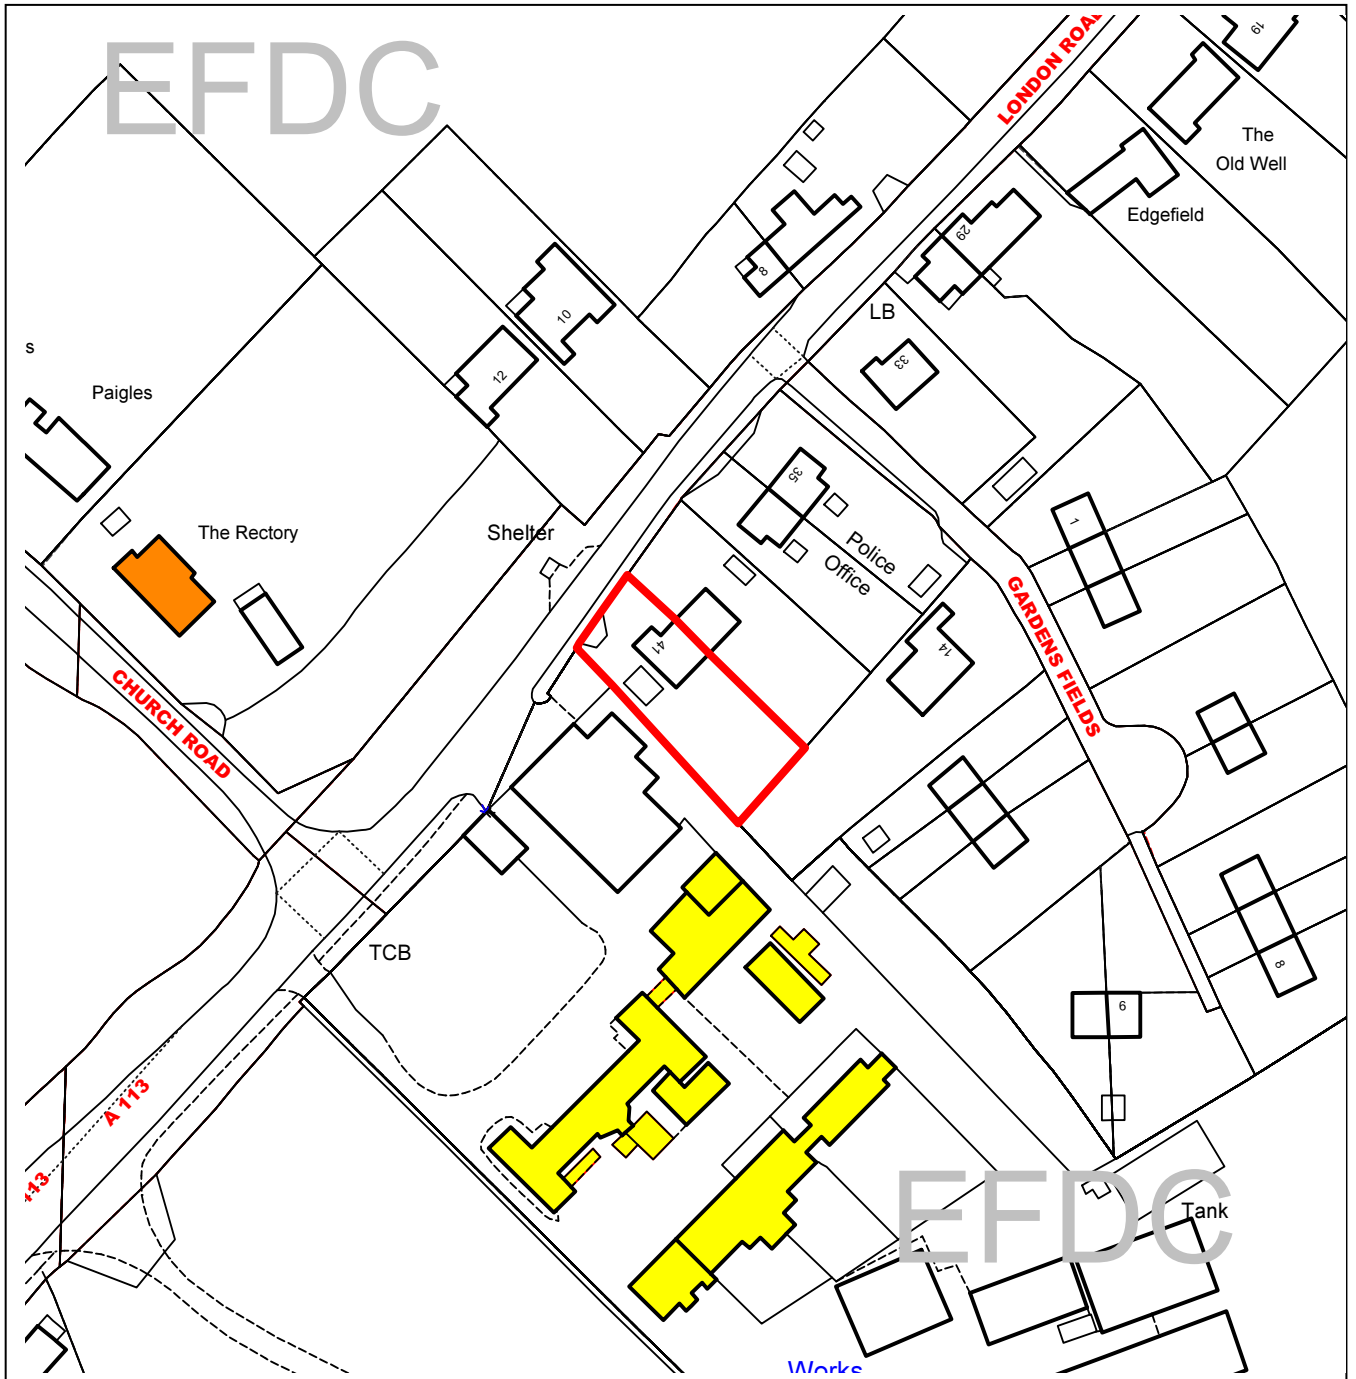 EFDC
LONDON ROAD
19
The
Old Well
Edgefield
29
8
LB
10
33
12
s
Paigles
35
The Rectory
Shelter
Police
Office
1
GARDENS FIELDS
41
14
CHURCH ROAD
TCB
8
6
A 113
113
EFDC
Tank
Works